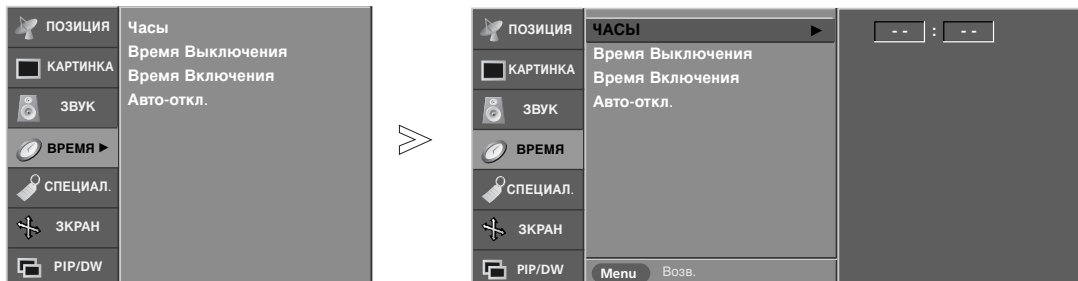 ПОЗИЦИЯ
КАРТИНКА
ЗВУК
ВРЕМЯ ►
СПЕЦИАЛ.
ЗКРАН
PIP/DW
Часы
Время Выключения
Время Включения
Авто-откл.
ПОЗИЦИЯ
КАРТИНКА
ЗВУК
ВРЕМЯ
СПЕЦИАЛ.
ЗКРАН
PIP/DW
ЧАСЫ ►
Время Выключения
Время Включения
Авто-откл.
Menu Возв.
- - : - -